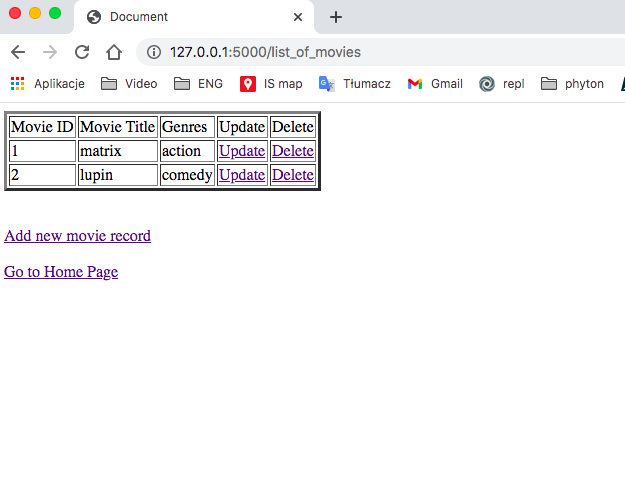 Document
127.0.0.1:5000/list_of_movies
Aplikacje Video ENG IS map Tłumacz Gmail repl phyton
Movie ID Movie Title Genres Update Delete
1 matrix action Update Delete
2 lupin comedy Update Delete
Add new movie record
Go to Home Page